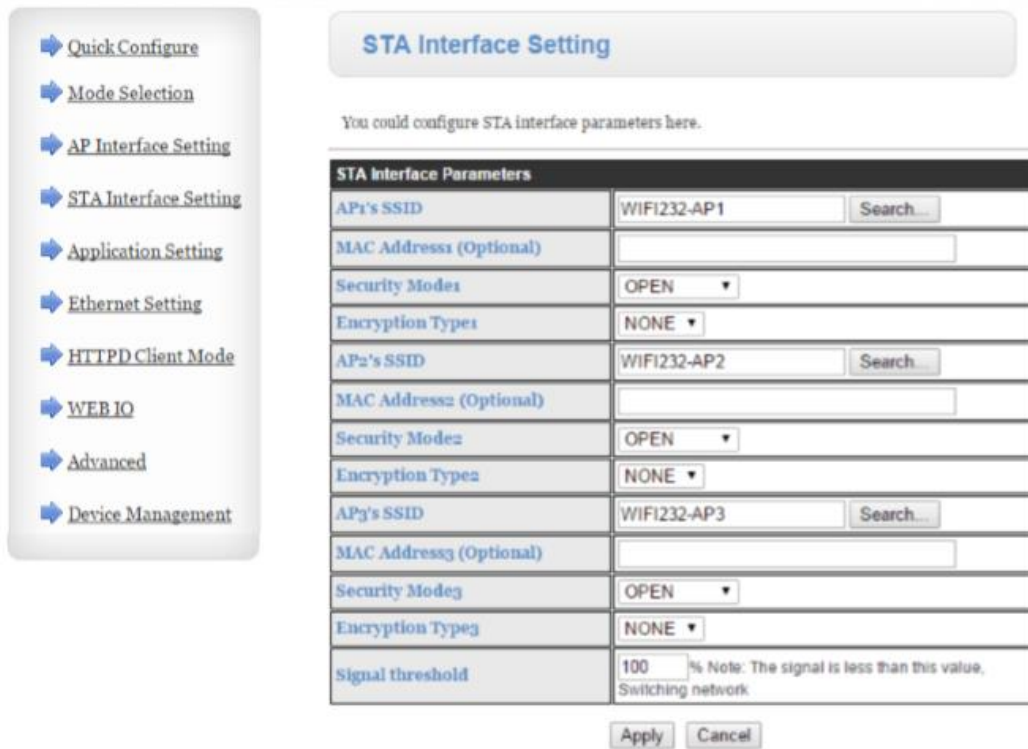 Quick Configure
Mode Selection
AP Interface Setting
STA Interface Setting
Application Setting
Ethernet Setting
HTTPD Client Mode
WEB IO
Advanced
Device Management
STA Interface Setting
You could configure STA interface parameters here.
STA Interface Parameters
AP1's SSID WIFI232-AP1 Search...
MAC Address1 (Optional)
Security Mode1 OPEN
Encryption Type1 NONE
AP2's SSID WIFI232-AP2 Search...
MAC Address2 (Optional)
Security Mode2 OPEN
Encryption Type2 NONE
AP3's SSID WIFI232-AP3 Search...
MAC Address3 (Optional)
Security Mode3 OPEN
Encryption Type3 NONE
Signal threshold 100 % Note: The signal is less than this value,
Switching network
Apply Cancel